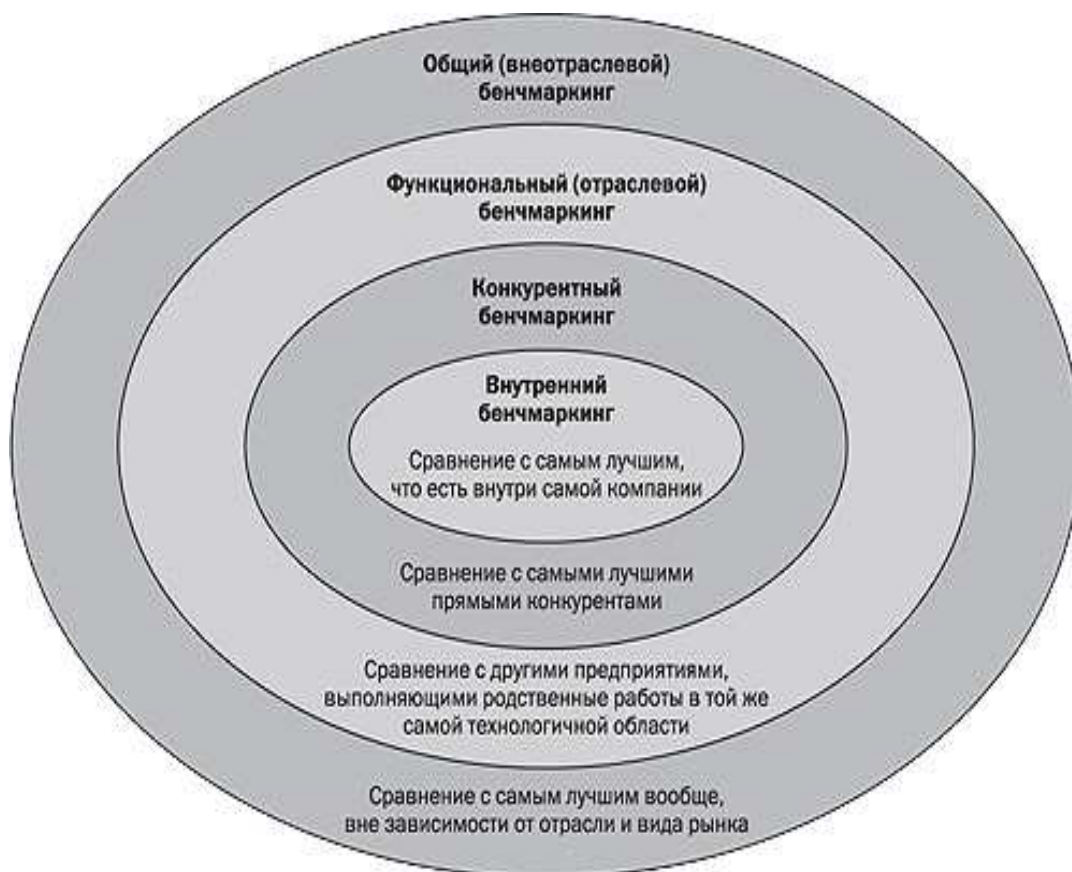 Общий (внеотраслевой)
бенчмаркинг
Функциональный (отраслевой)
бенчмаркинг
Конкурентный
бенчмаркинг
Внутренний
бенчмаркинг
Сравнение с самым лучшим,
что есть внутри самой компании
Сравнение с самыми лучшими
прямыми конкурентами
Сравнение с другими предприятиями,
выполняющими родственные работы в той же
самой технологичной области
Сравнение с самым лучшим вообще,
вне зависимости от отрасли и вида рынка